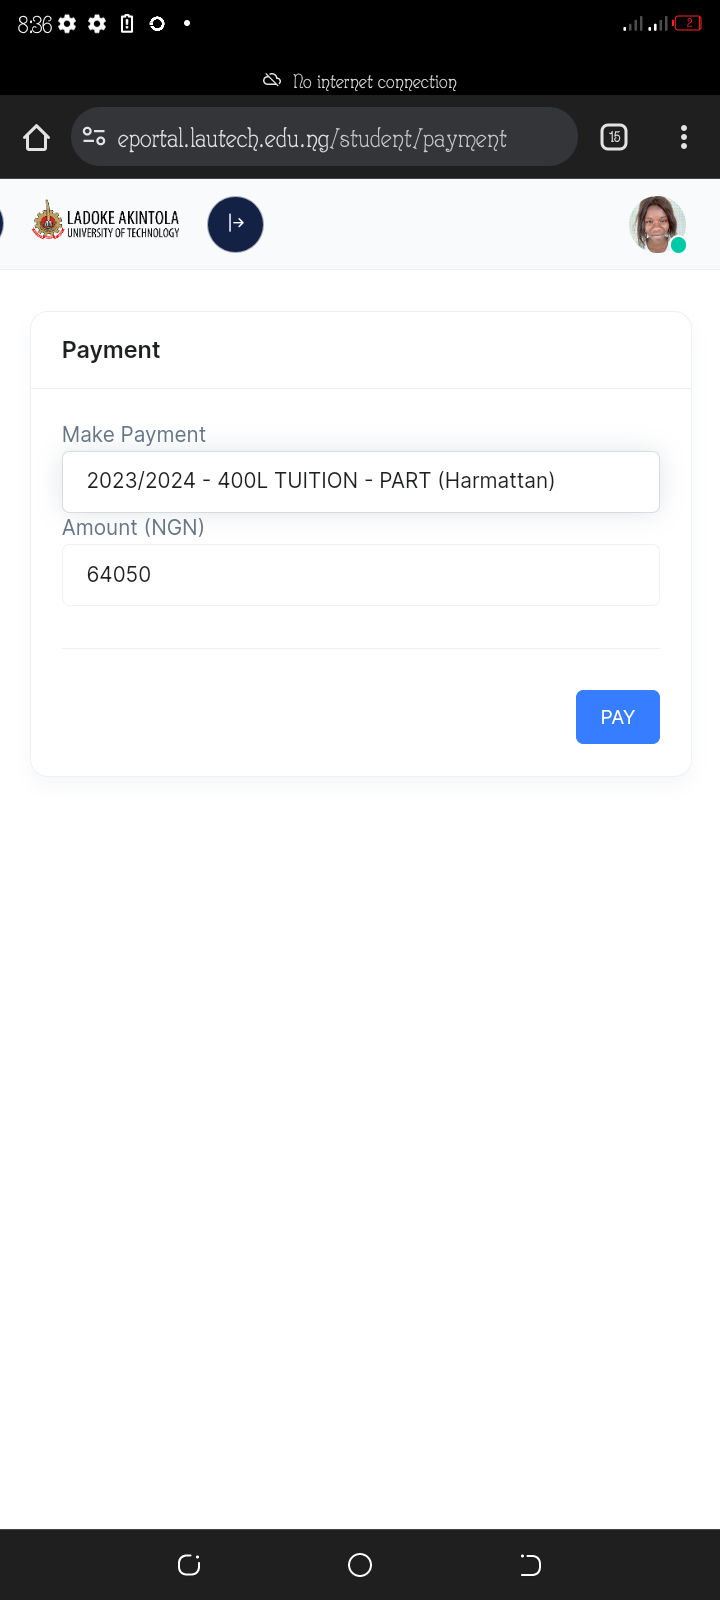 8:36
2
No internet connection
eportal.lautech.edu.ng/student/payment
15
LADOKE AKINTOLA
UNIVERSITY OF TECHNOLOGY
Payment
Make Payment
2023/2024 - 400L TUITION - PART (Harmattan)
Amount (NGN)
64050
PAY